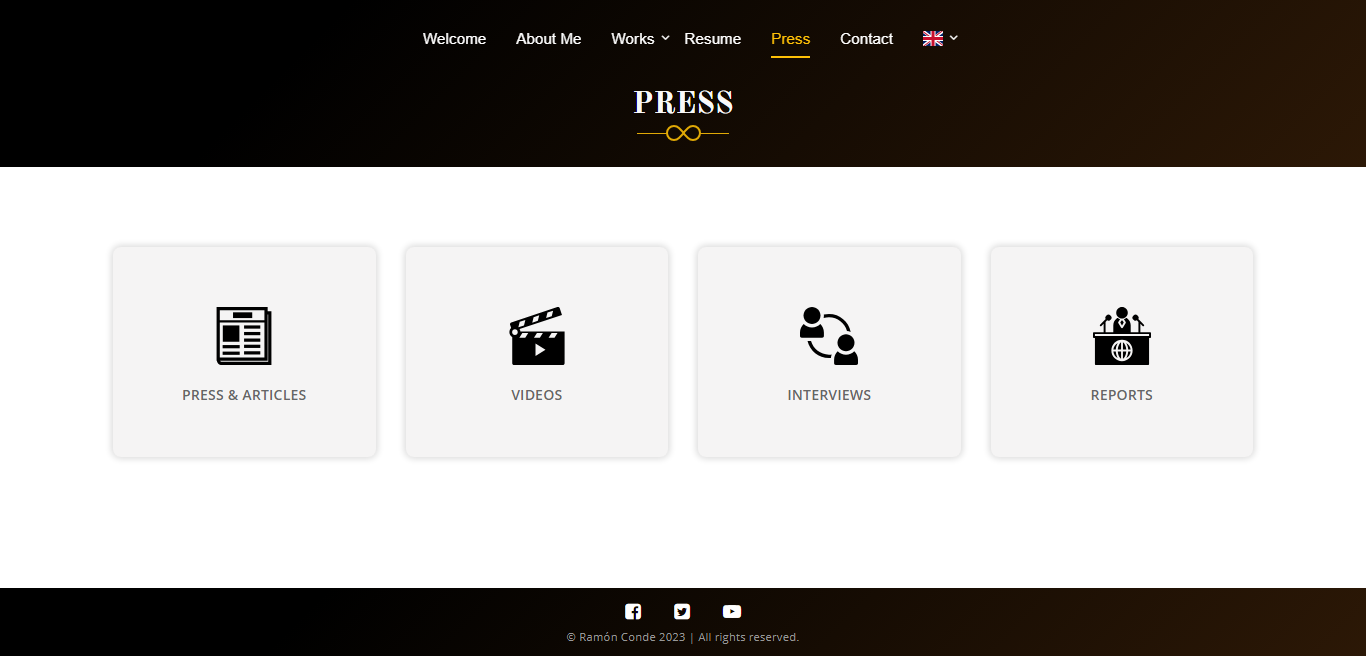 Welcome About Me Works Resume Press Contact
PRESS
PRESS & ARTICLES
VIDEOS
INTERVIEWS
REPORTS
© Ramón Conde 2023 | All rights reserved.